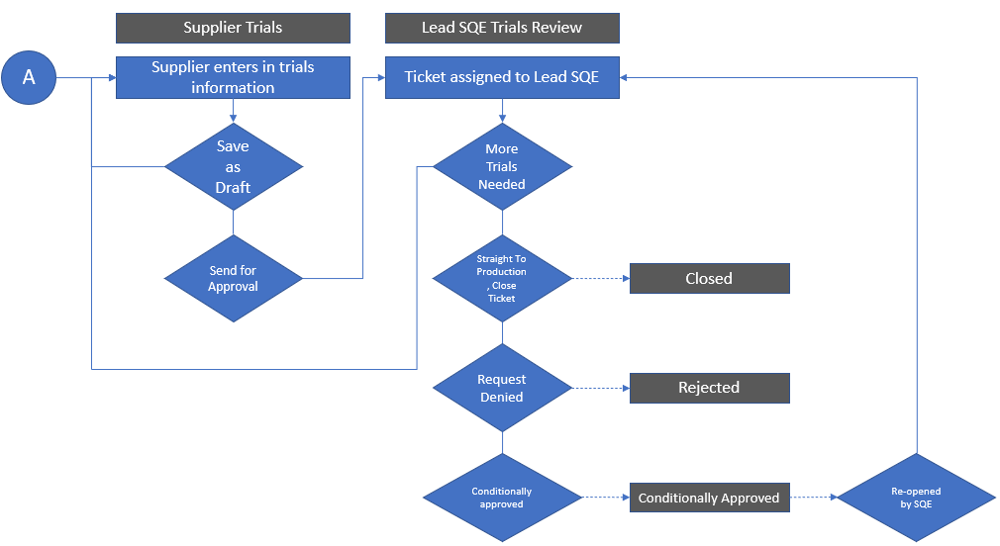 Supplier Trials
Lead SQE Trials Review
A
Supplier enters in trials
information
Ticket assigned to Lead SQE
Save
as
Draft
More
Trials
Needed
Send for
Approval
Straight To
Production
, Close
Ticket
Closed
Request
Denied
Rejected
Conditionally
approved
Conditionally Approved
Re-opened
by SQE